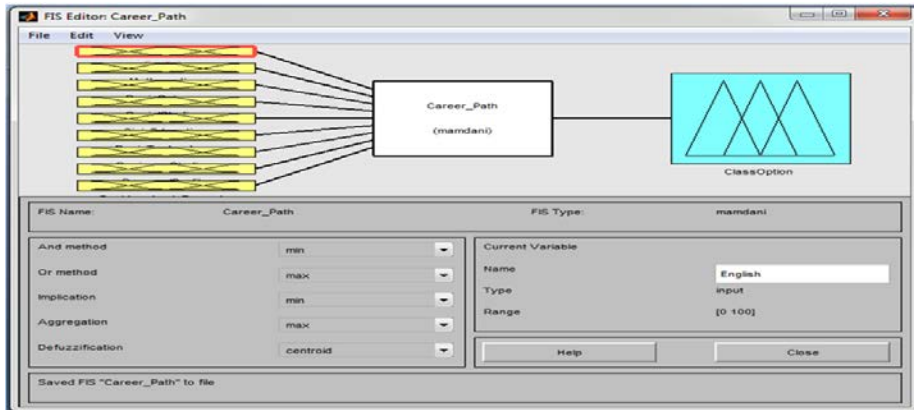 FIS Editor: Career_Path
File Edit View
Career_Path
(mamdani)
ClassOption
FIS Name: Career_Path FIS Type: mamdani
And method min
Or method max
Implication min
Aggregation max
Defuzzification centroid
Current Variable
Name English
Type input
Range [0 100]
Help Close
Saved FIS "Career_Path" to file